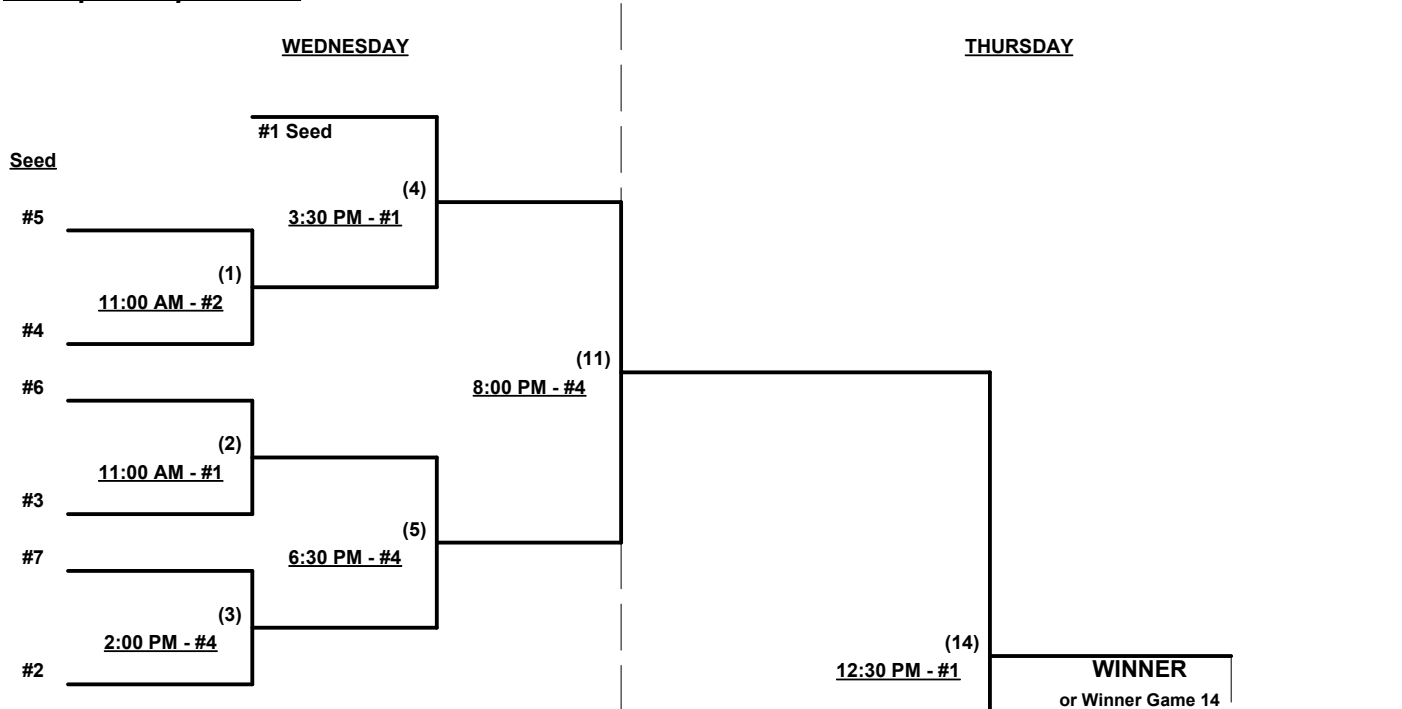 WEDNESDAY
THURSDAY
#1 Seed
Seed
(4)
#5
3:30 PM - #1
(1)
11:00 AM - #2
#4
(11)
#6
8:00 PM - #4
(2)
11:00 AM - #1
#3
(5)
#7
6:30 PM - #4
(3)
2:00 PM - #4
(14)
#2
12:30 PM - #1
WINNER
or Winner Game 14